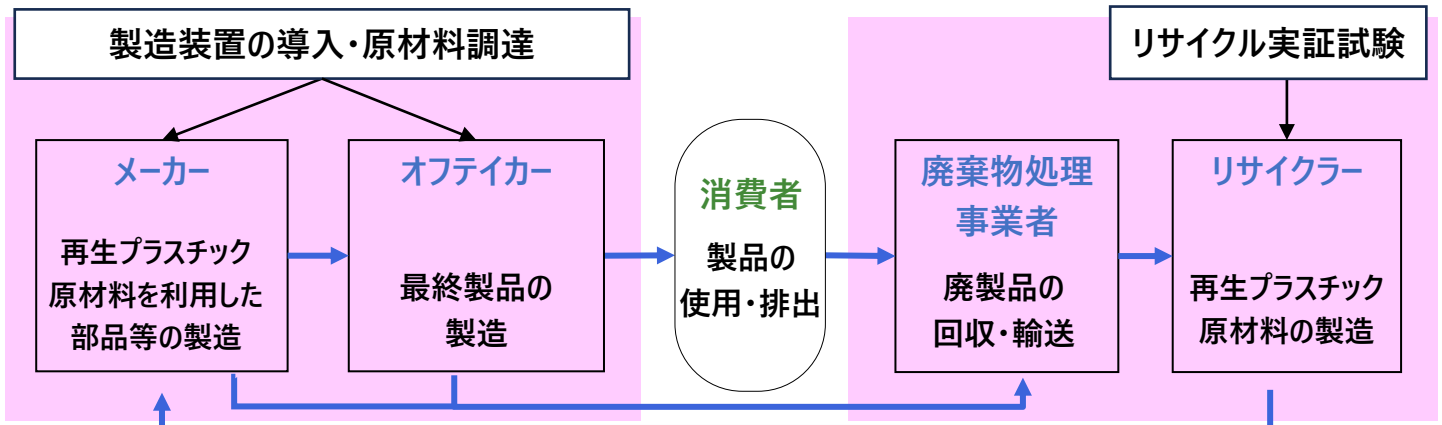 製造装置の導入・原材料調達
リサイクル実証試験
メーカー
再生プラスチック
原材料を利用した
部品等の製造
オフテイカー
最終製品の
製造
消費者
製品の
使用・排出
廃棄物処理
事業者
廃製品の
回収・輸送
リサイクラー
再生プラスチック
原材料の製造